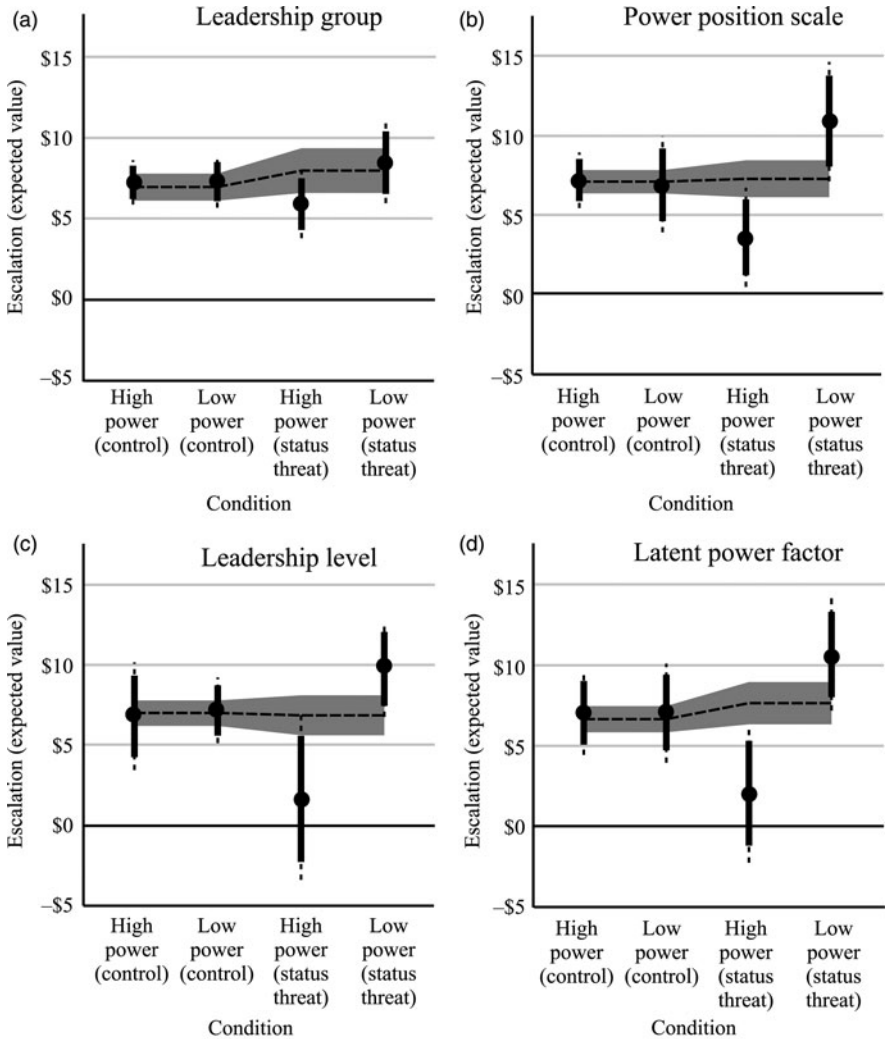 (a)
Leadership group
Escalation (expected value)
$15
$10
$5
$0
–$5
High
power
(control)
Low
power
(control)
High
power
(status
threat)
Low
power
(status
threat)
Condition
(b)
Power position scale
Escalation (expected value)
$15
$10
$5
$0
–$5
High
power
(control)
Low
power
(control)
High
power
(status
threat)
Low
power
(status
threat)
Condition
(c)
Leadership level
Escalation (expected value)
$15
$10
$5
$0
–$5
High
power
(control)
Low
power
(control)
High
power
(status
threat)
Low
power
(status
threat)
Condition
(d)
Latent power factor
Escalation (expected value)
$15
$10
$5
$0
–$5
High
power
(control)
Low
power
(control)
High
power
(status
threat)
Low
power
(status
threat)
Condition